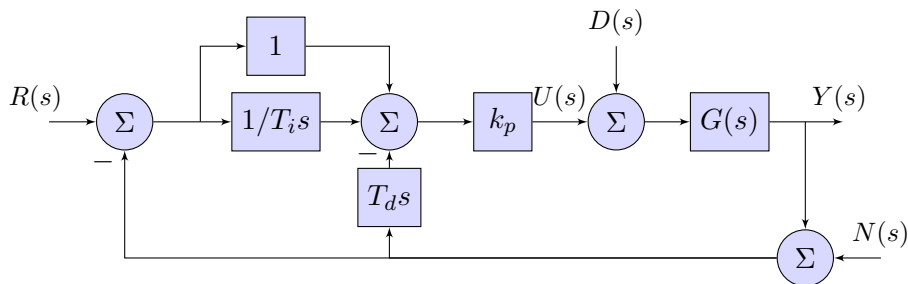 D(s)
1
R(s)
Σ
1/T_i s
Σ
k_p
U(s)
Σ
G(s)
Y(s)
−
−
T_d s
N(s)
Σ